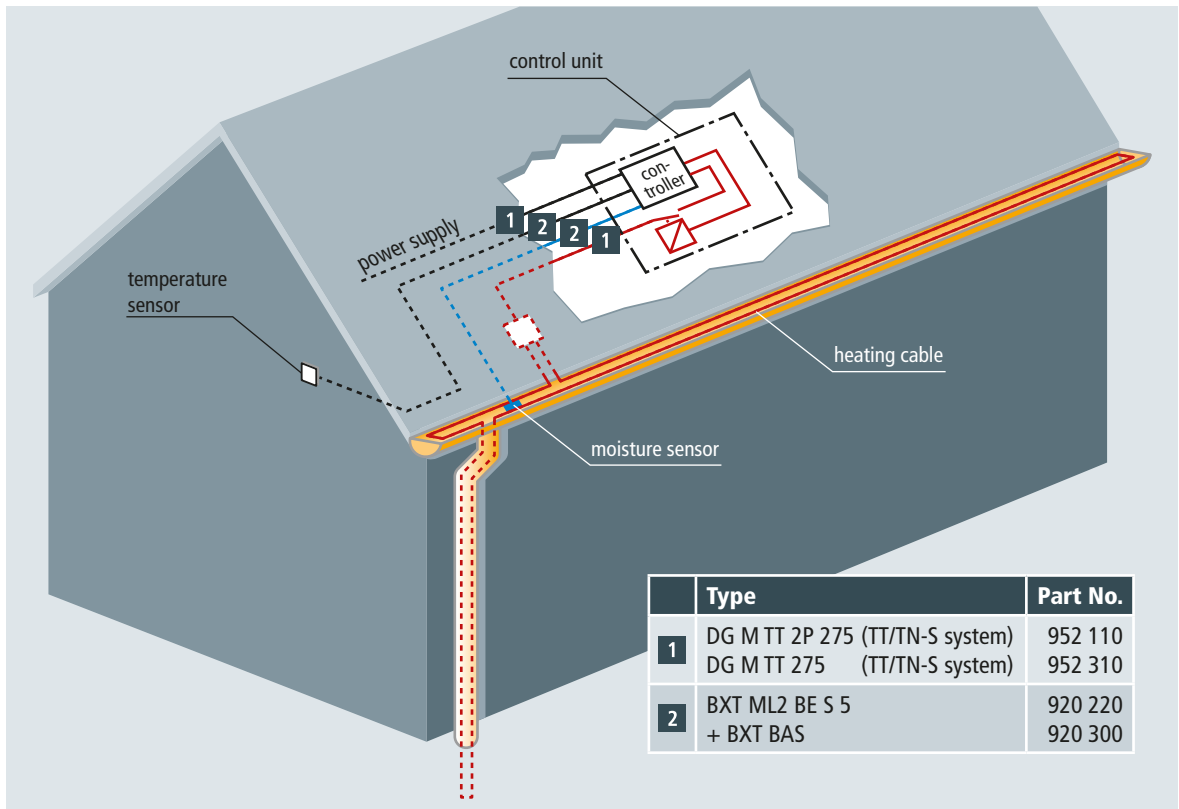 control unit
con-
troller
1
2
2
1
power supply
temperature
sensor
heating cable
moisture sensor
Type Part No.
1 DG M TT 2P 275 (TT/TN-S system) 952 110
DG M TT 275 (TT/TN-S system) 952 310
2 BXT ML2 BE S 5 920 220
+ BXT BAS 920 300